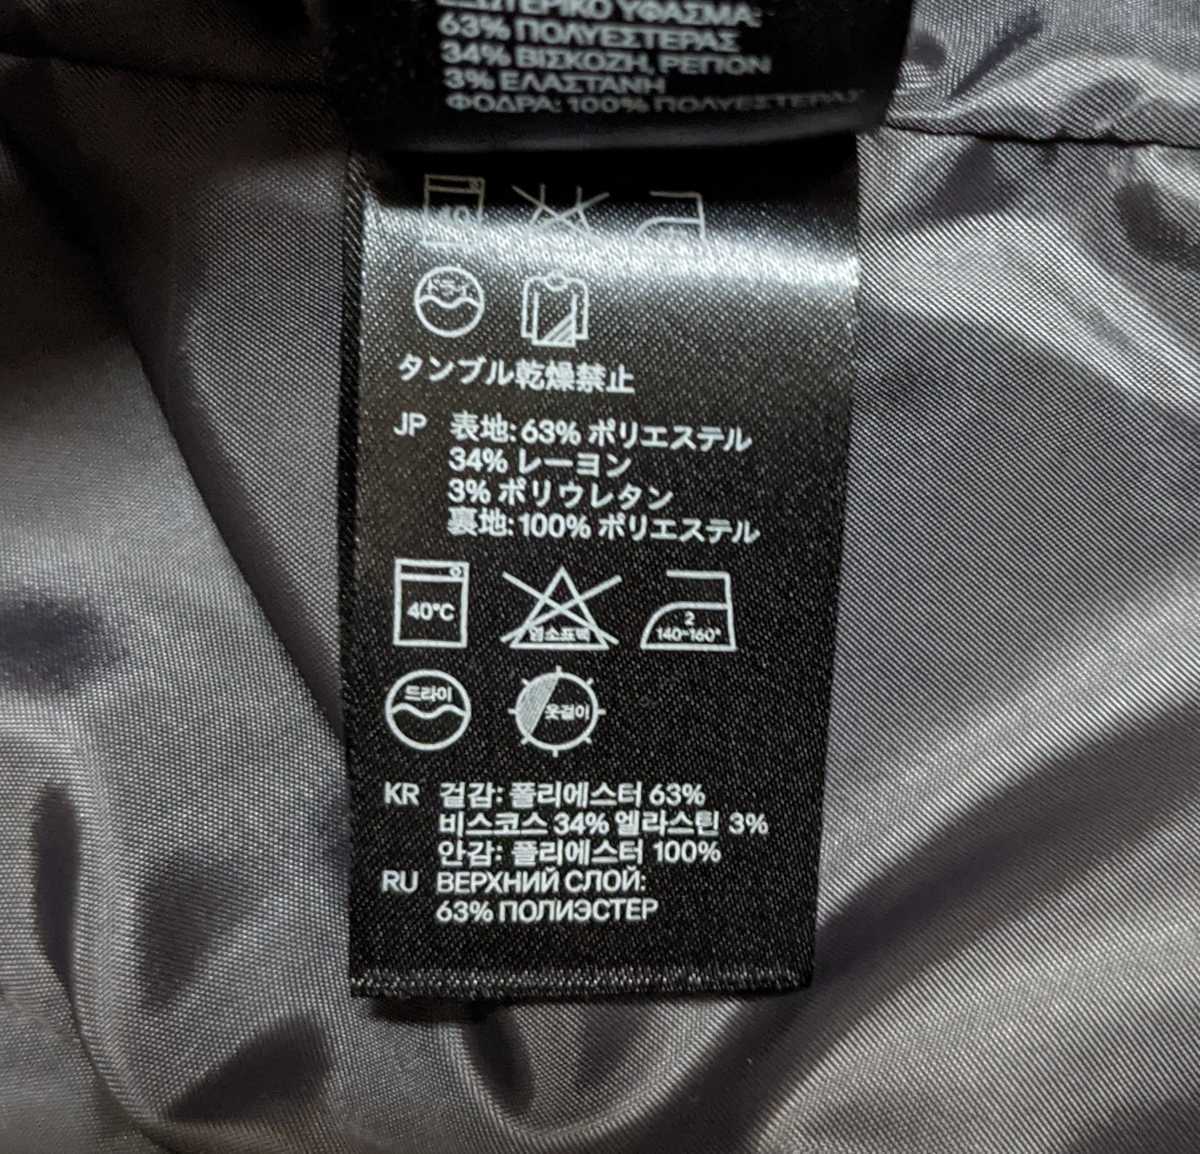 ΕΞΩΤΕΡΙΚΟ ΥΦΑΣΜΑ:
63% ΠΟΛΥΕΣΤΕΡΑΣ
34% ΒΙΣΚΟΖΗ, ΡΕΓΙΟΝ
3% ΕΛΑΣΤΑΝΗ
ΦΟΔΡΑ: 100% ΠΟΛΥΕΣΤΕΡΑΣ
40
ドライ
タンブル乾燥禁止
JP 表地: 63% ポリエステル
34% レーヨン
3% ポリウレタン
裏地: 100% ポリエステル
40°C 염소표백 2 140~160°
드라이 옷걸이
KR 겉감: 폴리에스터 63%
비스코스 34% 엘라스틴 3%
안감: 폴리에스터 100%
RU ВЕРХНИЙ СЛОЙ:
63% ПОЛИЭСТЕР